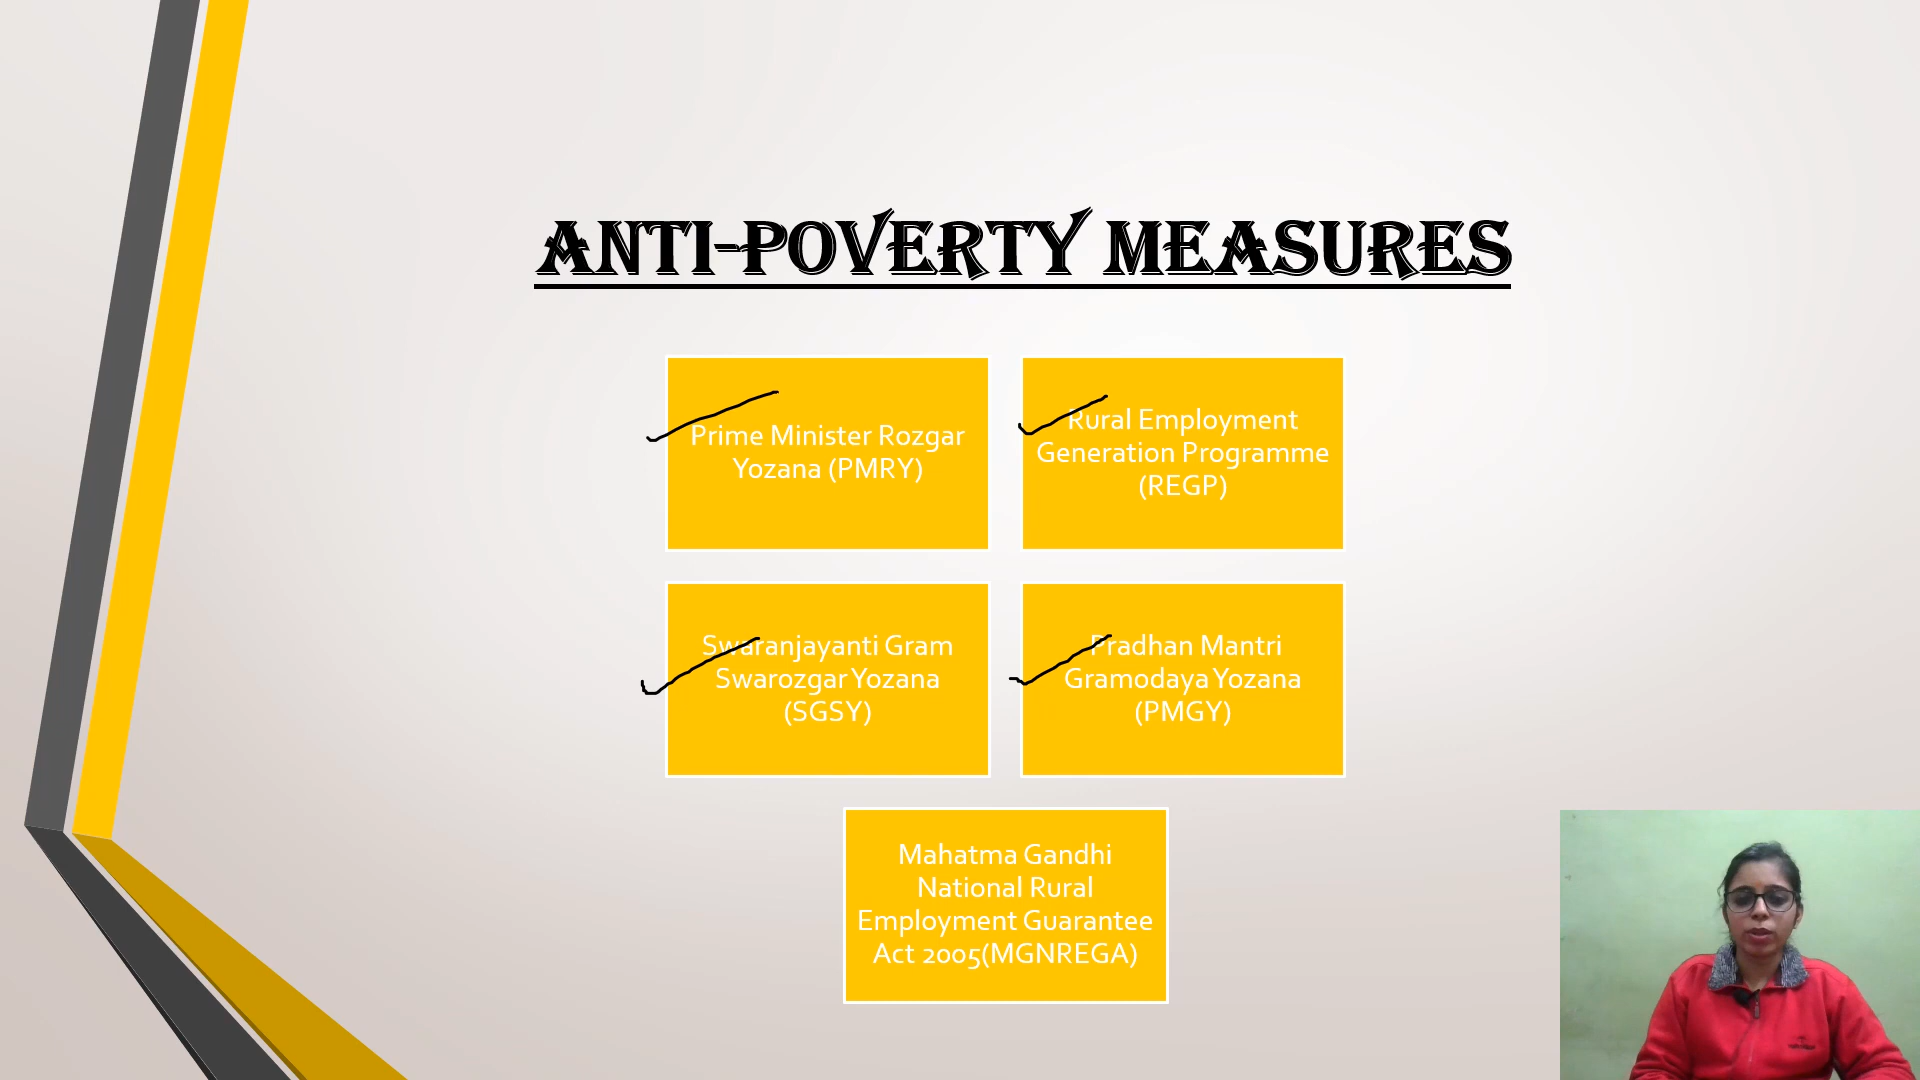 ANTI-POVERTY MEASURES
Prime Minister Rozgar
Yozana (PMRY)
Rural Employment
Generation Programme
(REGP)
Swaranjayanti Gram
Swarozgar Yozana
(SGSY)
Pradhan Mantri
Gramodaya Yozana
(PMGY)
Mahatma Gandhi
National Rural
Employment Guarantee
Act 2005(MGNREGA)